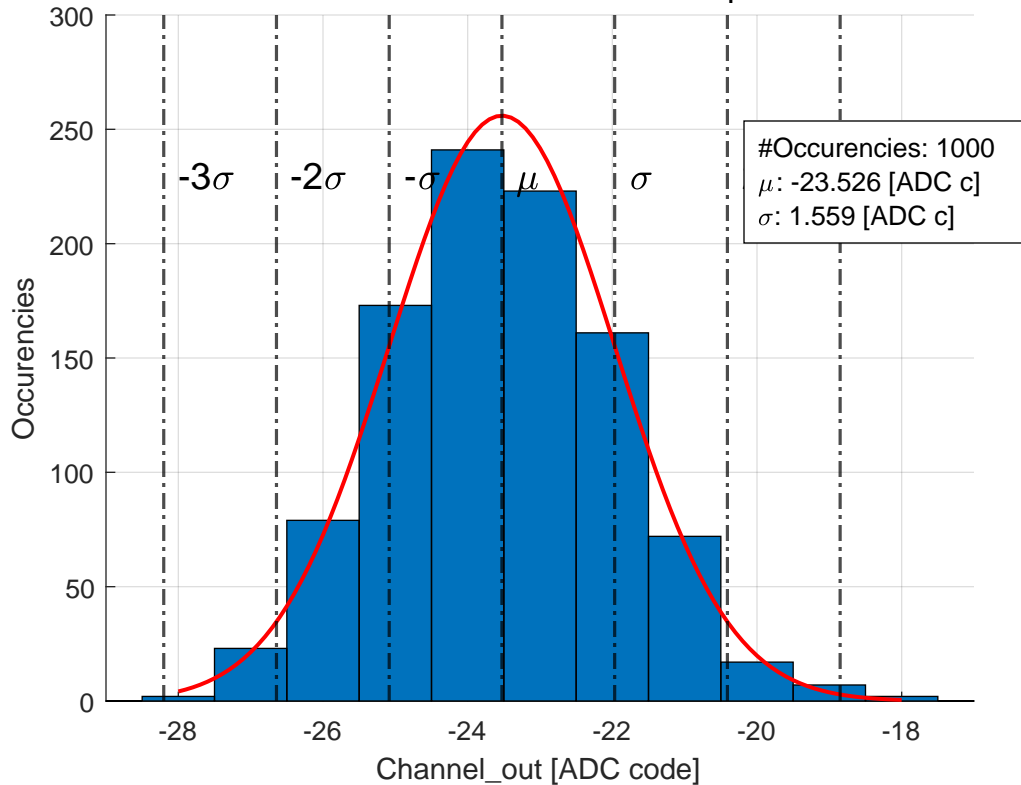 300
250
200
150
100
50
0
Occurencies
-3σ
-2σ
-σ
μ
σ
#Occurencies: 1000
μ: -23.526 [ADC c]
σ: 1.559 [ADC c]
-28
-26
-24
-22
-20
-18
Channel_out [ADC code]